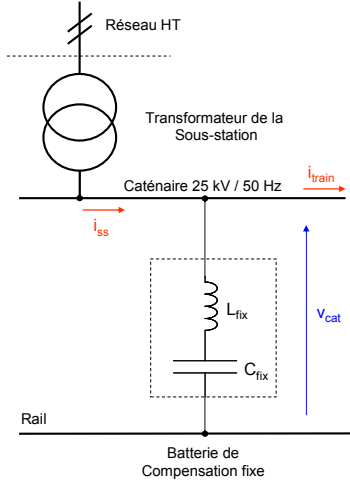 Réseau HT
Transformateur de la
Sous-station
Caténaire 25 kV / 50 Hz
i_train
i_ss
L_fix
v_cat
C_fix
Rail
Batterie de
Compensation fixe